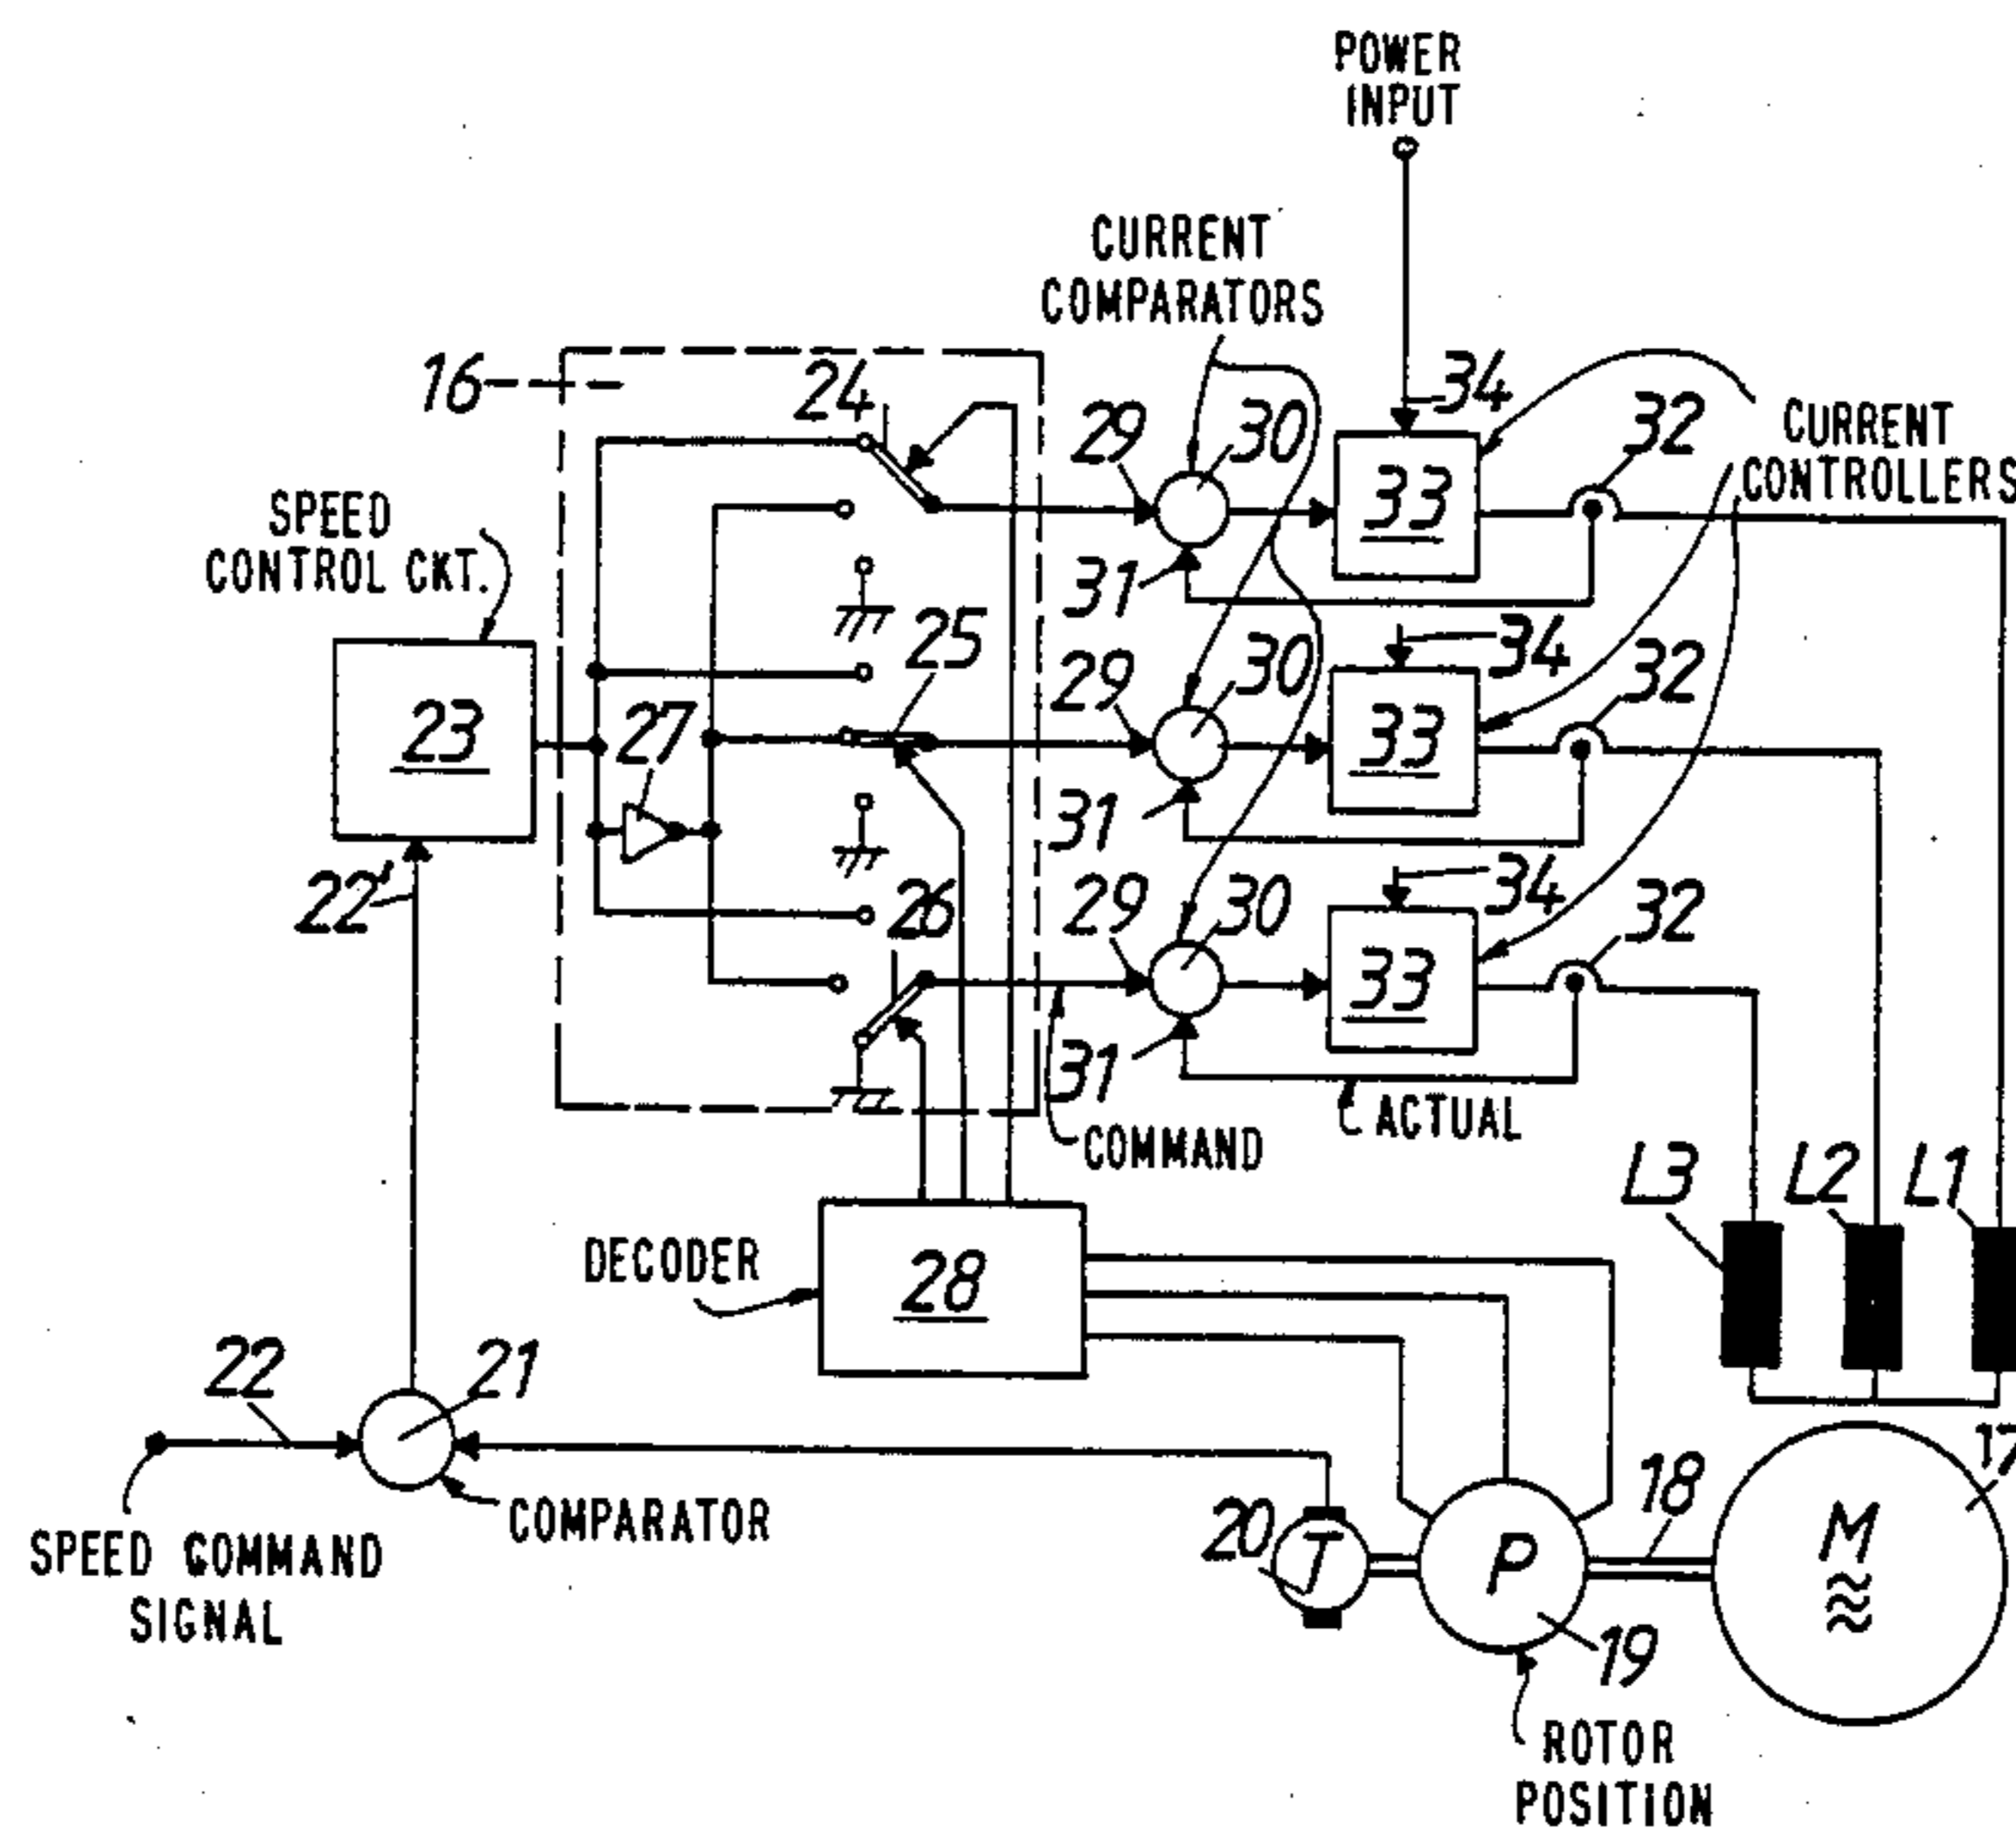 POWER
INPUT
CURRENT
COMPARATORS
16
24
29
30
34
32
CURRENT
CONTROLLERS
33
SPEED
CONTROL CKT.
31
25
34
23
27
29
30
33
32
22'
31
26
29
30
34
32
33
31
ACTUAL
COMMAND
L3
L2
L1
DECODER
28
22
21
17
COMPARATOR
20
T
P
18
M
SPEED COMMAND
SIGNAL
19
ROTOR
POSITION